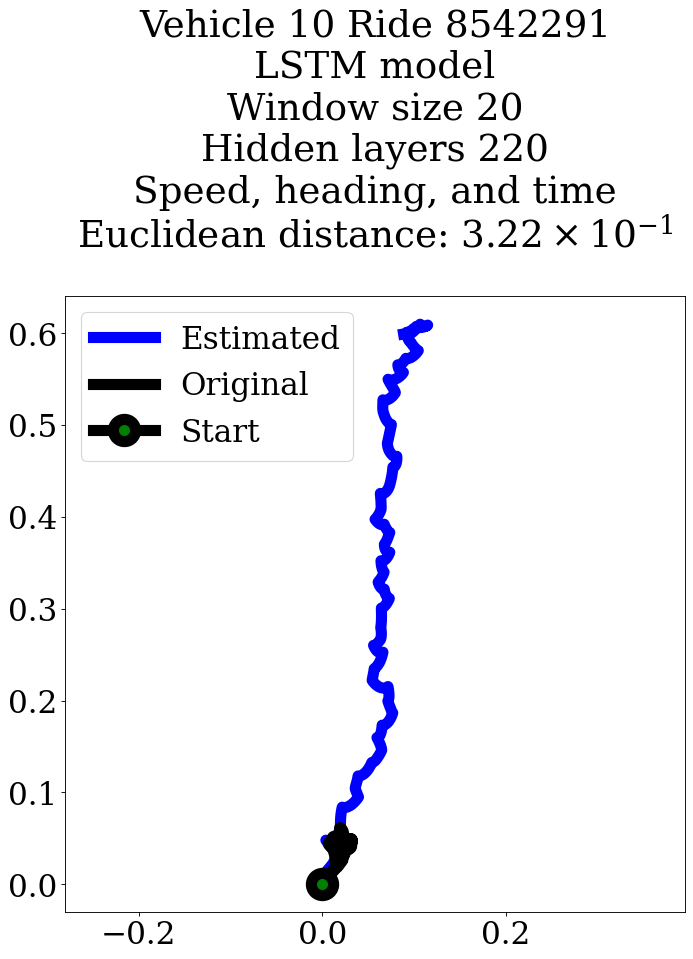 Vehicle 10 Ride 8542291
LSTM model
Window size 20
Hidden layers 220
Speed, heading, and time
Euclidean distance: 3.22 × 10⁻¹
Estimated
Original
Start
0.6
0.5
0.4
0.3
0.2
0.1
0.0
−0.2 0.0 0.2